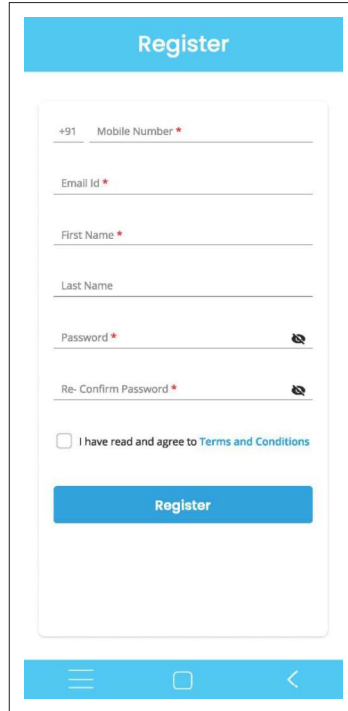 Register
+91 Mobile Number *
Email Id *
First Name *
Last Name
Password *
Re- Confirm Password *
I have read and agree to Terms and Conditions
Register